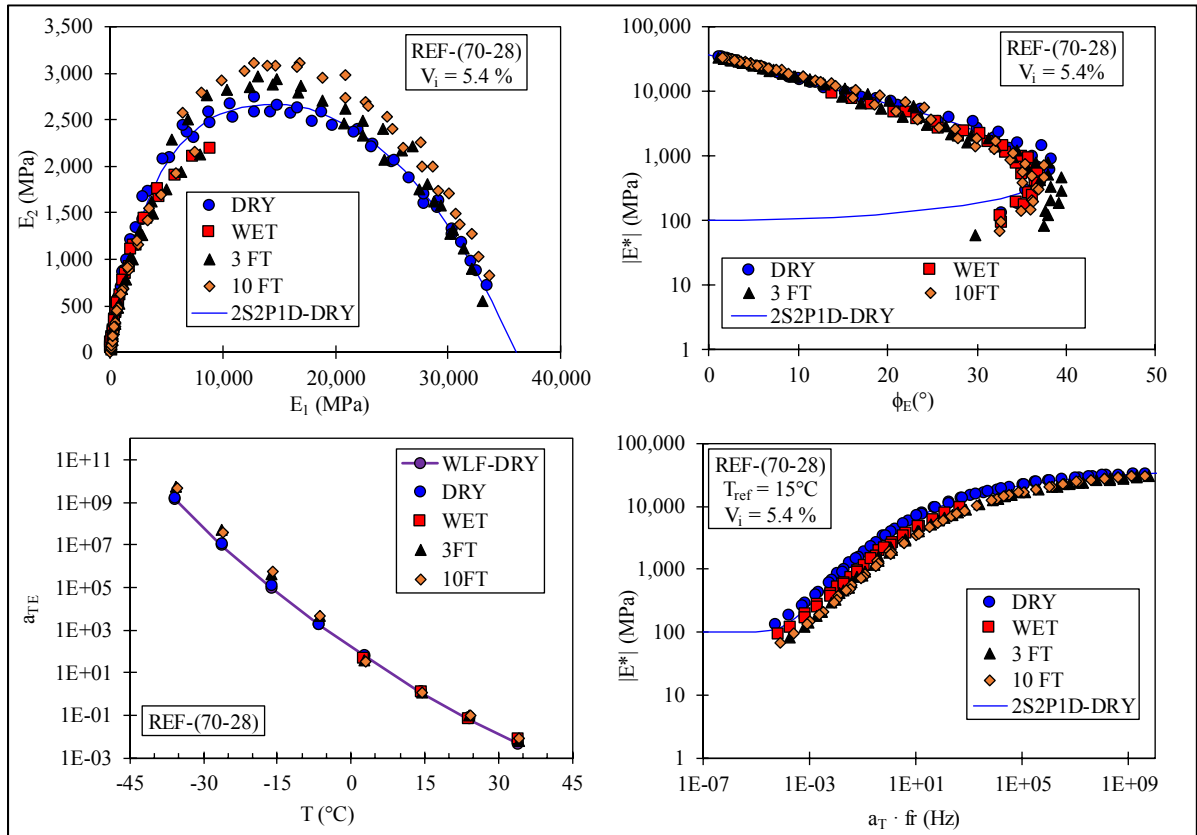 3,500
3,000
2,500
2,000
1,500
1,000
500
0
E₂ (MPa)
REF-(70-28)
Vᵢ = 5.4 %
DRY
WET
3 FT
10 FT
2S2P1D-DRY
0
10,000
20,000
30,000
40,000
E₁ (MPa)
100,000
10,000
1,000
100
10
1
|E*| (MPa)
REF-(70-28)
Vᵢ = 5.4%
DRY
WET
3 FT
10FT
2S2P1D-DRY
0
10
20
30
40
50
ϕE(°)
1E+11
1E+09
1E+07
1E+05
1E+03
1E+01
1E-01
1E-03
aTE
WLF-DRY
DRY
WET
3FT
10FT
REF-(70-28)
-45
-30
-15
0
15
30
45
T (°C)
100,000
10,000
1,000
100
10
1
|E*| (MPa)
REF-(70-28)
Tref = 15°C
Vᵢ = 5.4 %
DRY
WET
3 FT
10 FT
2S2P1D-DRY
1E-07
1E-03
1E+01
1E+05
1E+09
aT · fr (Hz)